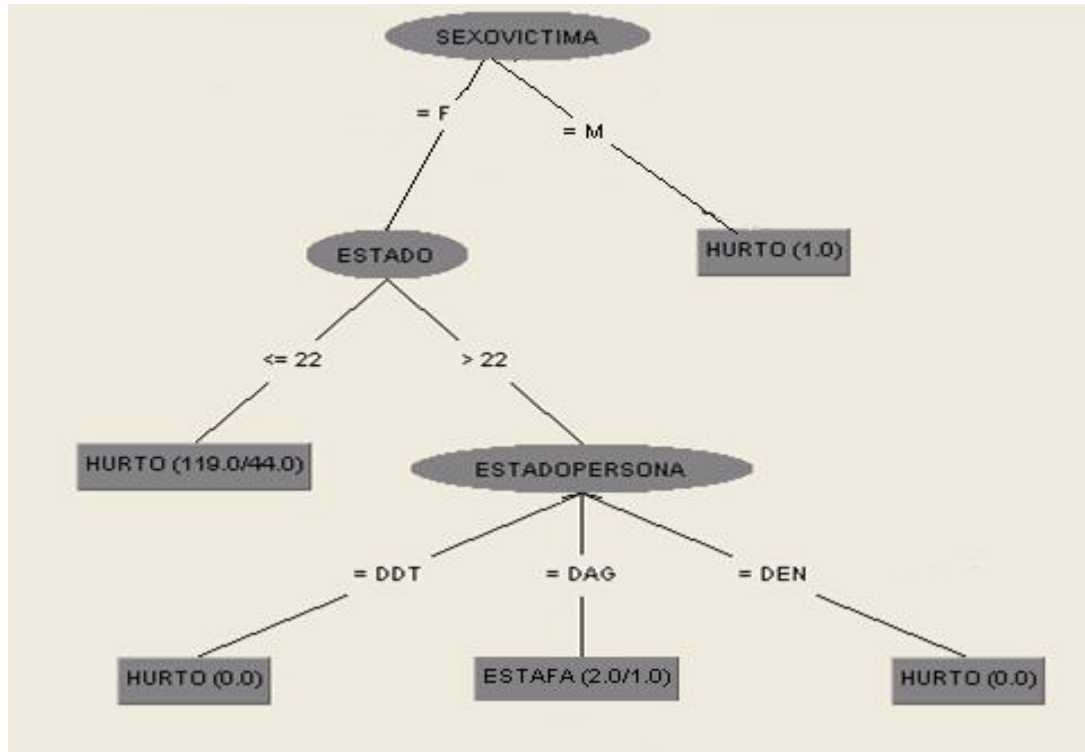 SEXOVICTIMA
= F
= M
ESTADO
HURTO (1.0)
<= 22
> 22
HURTO (119.0/44.0)
ESTADOPERSONA
= DDT
= DAG
= DEN
HURTO (0.0)
ESTAFA (2.0/1.0)
HURTO (0.0)